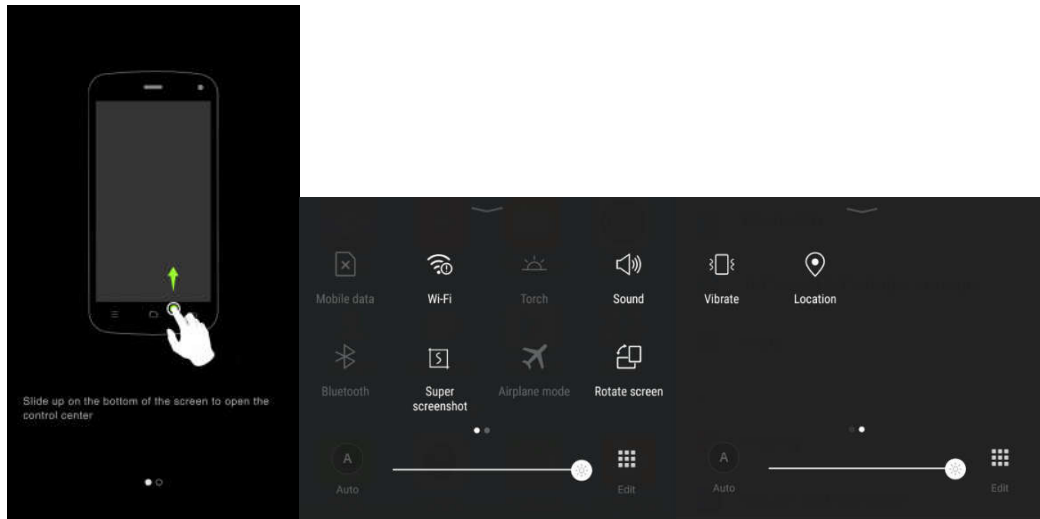 Slide up on the bottom of the screen to open the
control center
Mobile data
Wi-Fi
Torch
Sound
Bluetooth
Super
screenshot
Airplane mode
Rotate screen
A
Auto
Edit
Vibrate
Location
A
Auto
Edit